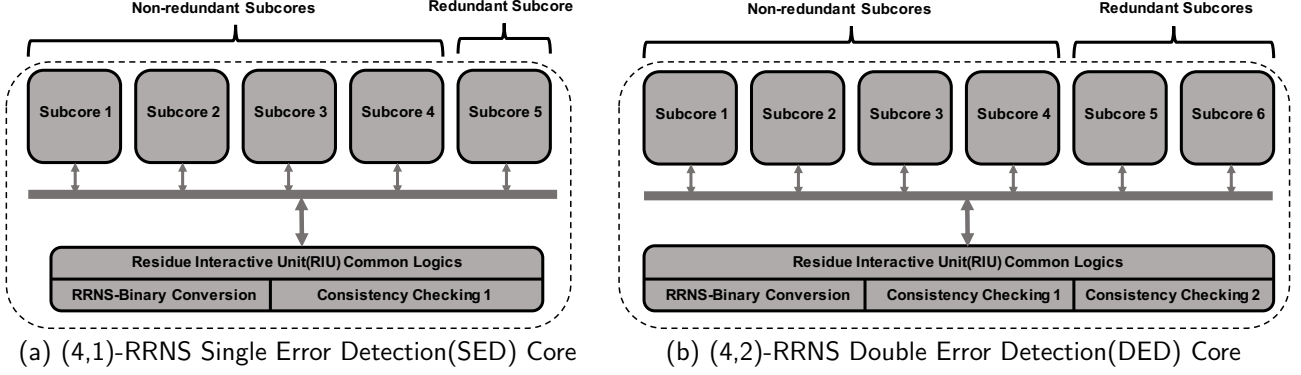 Non-redundant Subcores
Redundant Subcore
Subcore 1
Subcore 2
Subcore 3
Subcore 4
Subcore 5
Residue Interactive Unit(RIU) Common Logics
RRNS-Binary Conversion
Consistency Checking 1
(a) (4,1)-RRNS Single Error Detection(SED) Core
Non-redundant Subcores
Redundant Subcores
Subcore 1
Subcore 2
Subcore 3
Subcore 4
Subcore 5
Subcore 6
Residue Interactive Unit(RIU) Common Logics
RRNS-Binary Conversion
Consistency Checking 1
Consistency Checking 2
(b) (4,2)-RRNS Double Error Detection(DED) Core